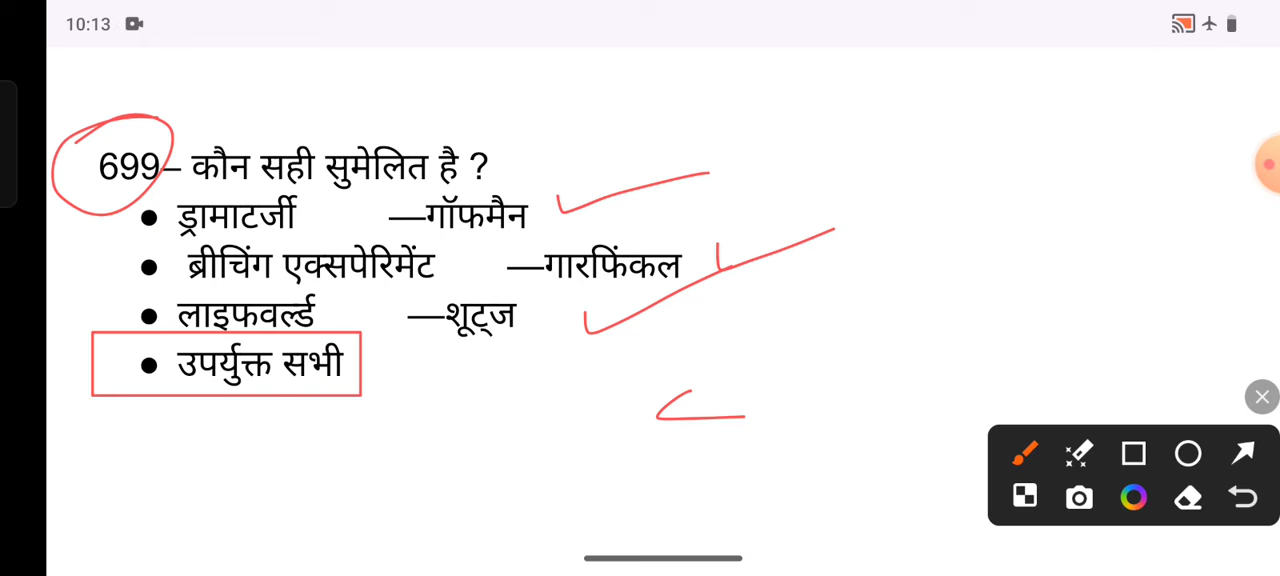 10:13
699– कौन सही सुमेलित है ?
● ड्रामाटर्जी —गॉफमैन
● ब्रीचिंग एक्सपेरिमेंट —गारफिंकल
● लाइफवर्ल्ड —शूट्ज
● उपर्युक्त सभी